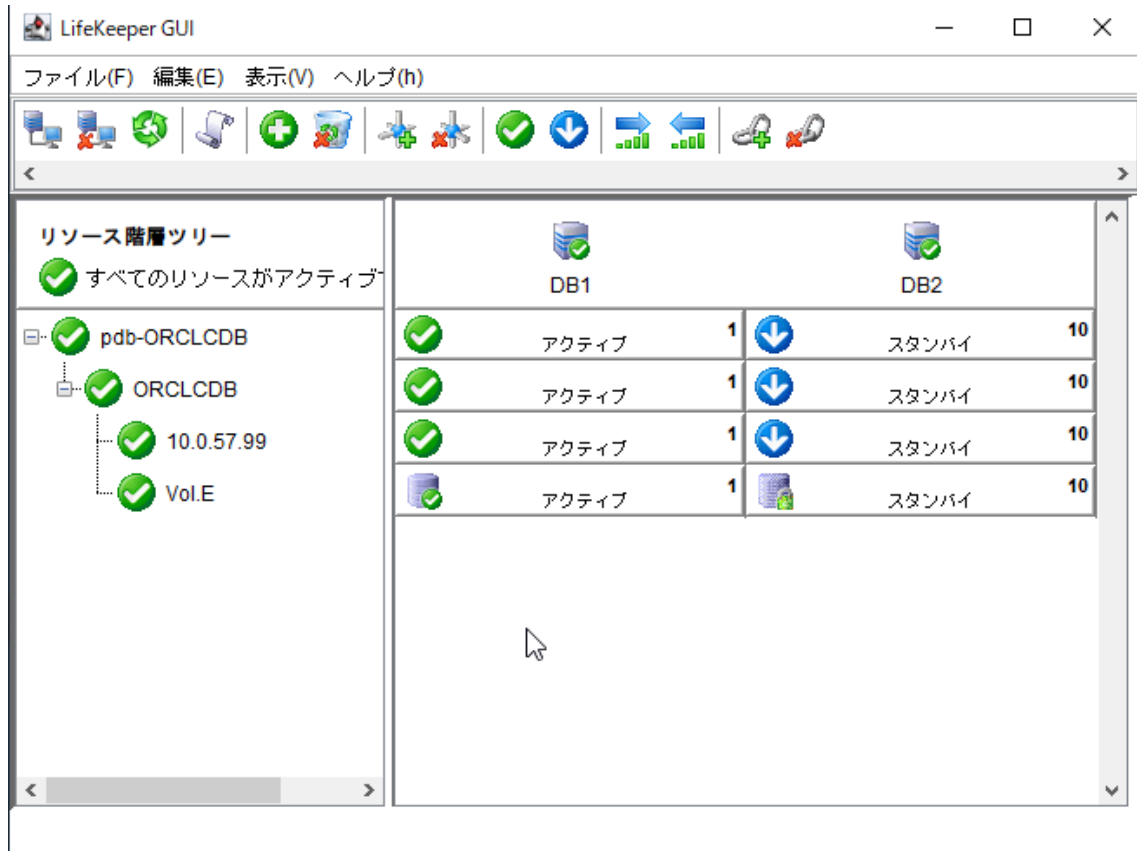 LifeKeeper GUI
ファイル(F) 編集(E) 表示(V) ヘルプ(h)
リソース階層ツリー
すべてのリソースがアクティブ
DB1 DB2
pdb-ORCLCDB アクティブ 1 スタンバイ 10
ORCLCDB アクティブ 1 スタンバイ 10
10.0.57.99 アクティブ 1 スタンバイ 10
Vol.E アクティブ 1 スタンバイ 10